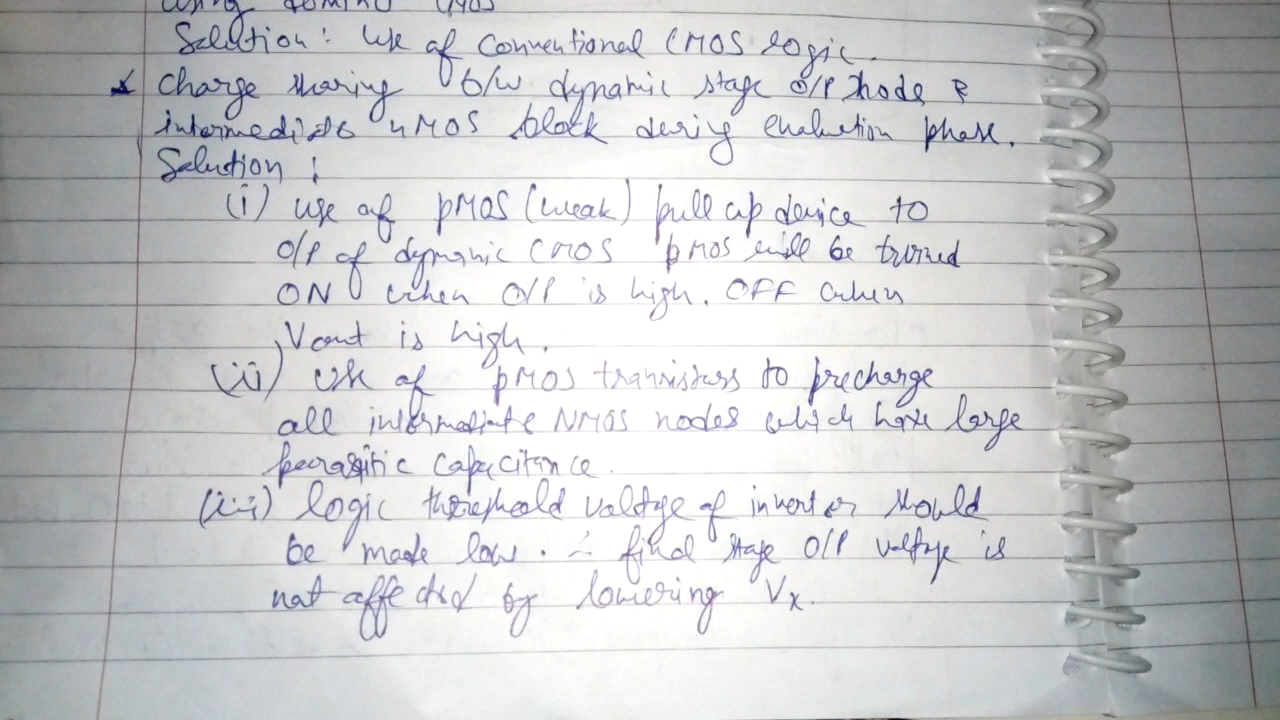 using domino CMOS
Solution: Use of Conventional CMOS logic.
* Charge sharing b/w dynamic stage O/P node &
intermediate nMOS block during evaluation phase.
Solution :
(i) use of pMOS (weak) pull up device to
O/P of dynamic CMOS pMOS will be turned
ON when O/P is high. OFF when
Vout is high.
(ii) Use of pMOS transistors to precharge
all intermediate NMOS nodes which have large
parasitic capacitance.
(iii) logic threshold voltage of inverter should
be made low. ∴ final stage O/P voltage is
not affected by lowering Vx.